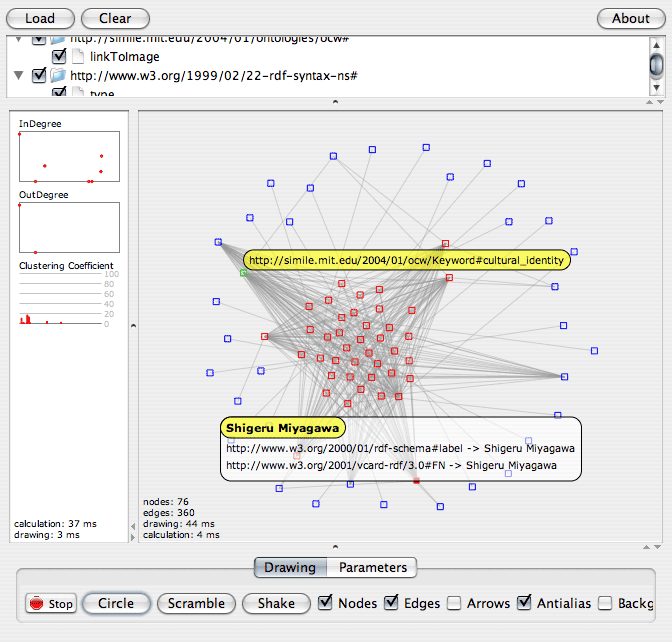 Load
Clear
About
http://simile.mit.edu/2004/01/ontologies/ocw#
linkToImage
http://www.w3.org/1999/02/22-rdf-syntax-ns#
type
InDegree
OutDegree
Clustering Coefficient
100
80
60
40
20
0
calculation: 37 ms
drawing: 3 ms
http://simile.mit.edu/2004/01/ocw/Keyword#cultural_identity
Shigeru Miyagawa
http://www.w3.org/2000/01/rdf-schema#label -> Shigeru Miyagawa
http://www.w3.org/2001/vcard-rdf/3.0#FN -> Shigeru Miyagawa
nodes: 76
edges: 360
drawing: 44 ms
calculation: 4 ms
Drawing
Parameters
Stop
Circle
Scramble
Shake
Nodes
Edges
Arrows
Antialias
Backg